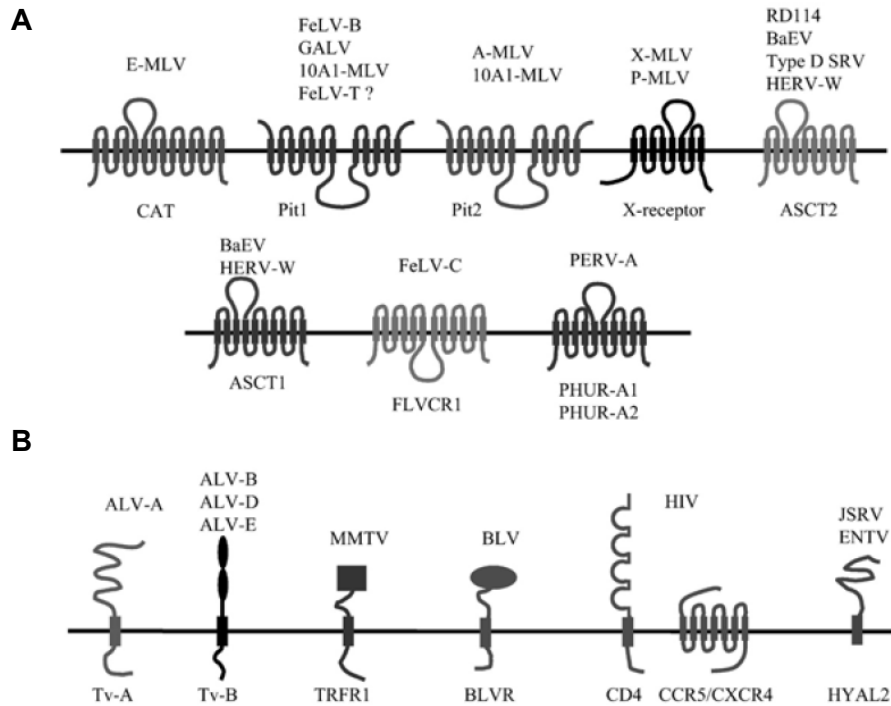 A
E-MLV
FeLV-B
GALV
10A1-MLV
FeLV-T ?
A-MLV
10A1-MLV
X-MLV
P-MLV
RD114
BaEV
Type D SRV
HERV-W
CAT
Pit1
Pit2
X-receptor
ASCT2
BaEV
HERV-W
FeLV-C
PERV-A
ASCT1
FLVCR1
PHUR-A1
PHUR-A2
B
ALV-A
ALV-B
ALV-D
ALV-E
MMTV
BLV
HIV
JSRV
ENTV
Tv-A
Tv-B
TRFR1
BLVR
CD4
CCR5/CXCR4
HYAL2